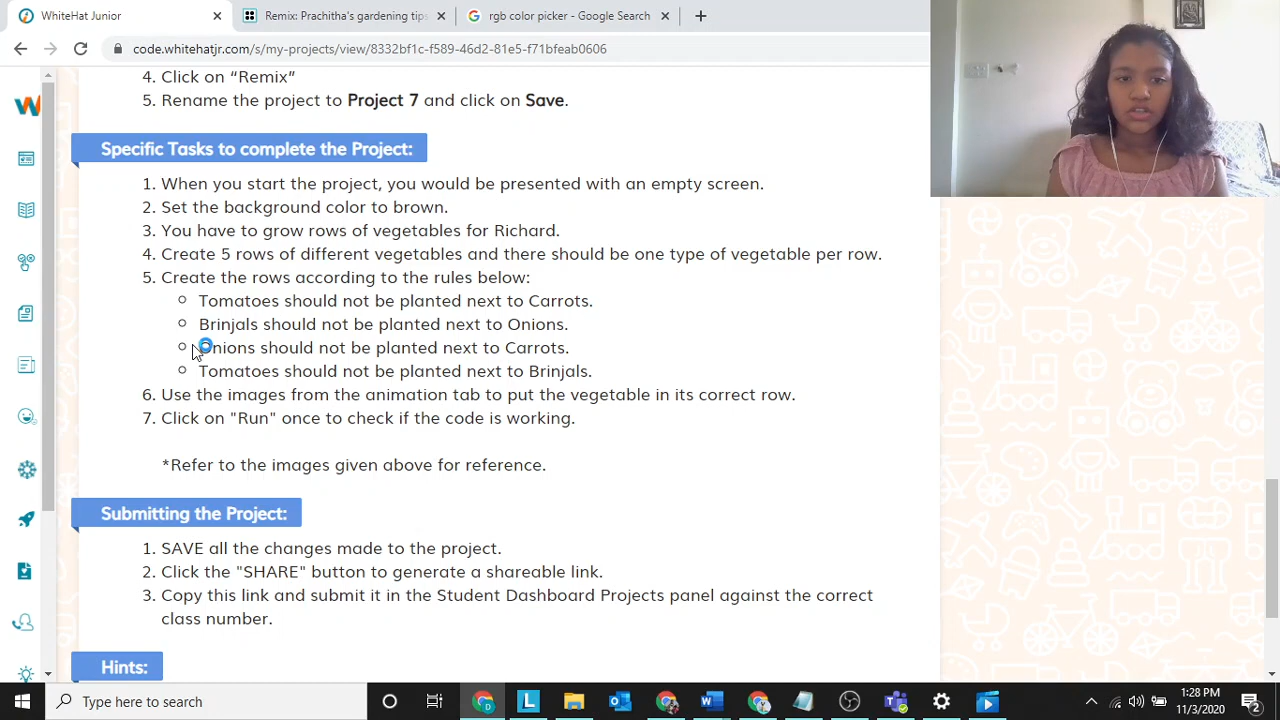 WhiteHat Junior
Remix: Prachitha's gardening tips
rgb color picker - Google Search
code.whitehatjr.com/s/my-projects/view/8332bf1c-f589-46d2-81e5-f71bfeab0606
4. Click on “Remix”
5. Rename the project to Project 7 and click on Save.
Specific Tasks to complete the Project:
1. When you start the project, you would be presented with an empty screen.
2. Set the background color to brown.
3. You have to grow rows of vegetables for Richard.
4. Create 5 rows of different vegetables and there should be one type of vegetable per row.
5. Create the rows according to the rules below:
Tomatoes should not be planted next to Carrots.
Brinjals should not be planted next to Onions.
Onions should not be planted next to Carrots.
Tomatoes should not be planted next to Brinjals.
6. Use the images from the animation tab to put the vegetable in its correct row.
7. Click on "Run" once to check if the code is working.
*Refer to the images given above for reference.
Submitting the Project:
1. SAVE all the changes made to the project.
2. Click the "SHARE" button to generate a shareable link.
3. Copy this link and submit it in the Student Dashboard Projects panel against the correct
class number.
Hints:
Type here to search
1:28 PM
11/3/2020
2